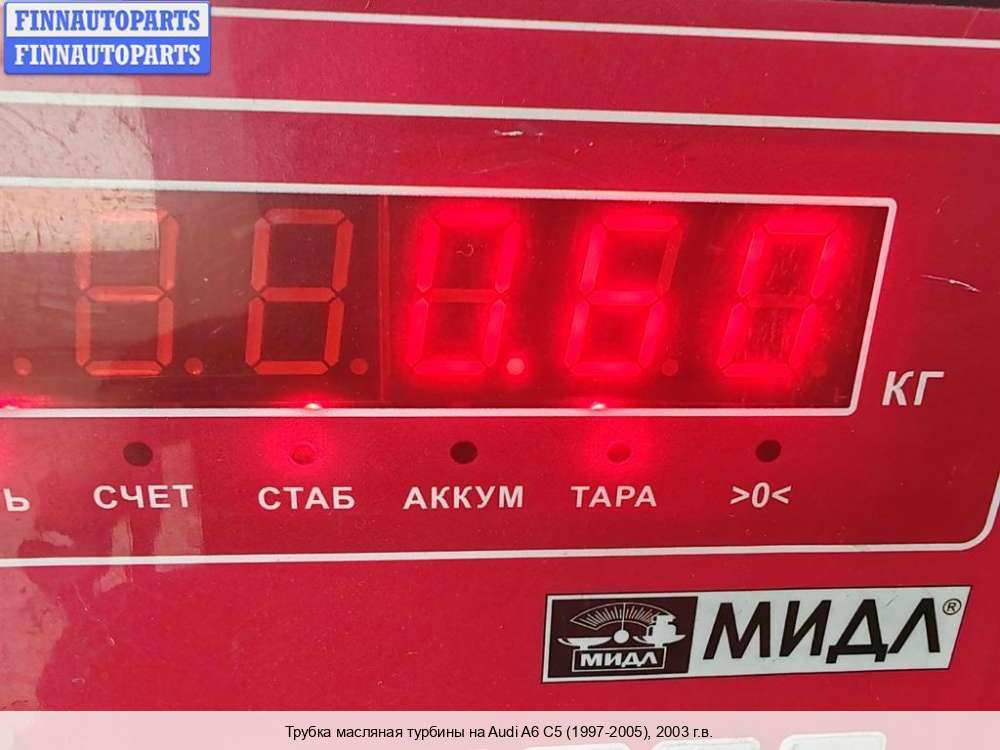 FINNAUTOPARTS
FINNAUTOPARTS
0.60
КГ
Ь СЧЕТ СТАБ АККУМ ТАРА >0<
МИДЛ МИДЛ®
Трубка масляная турбины на Audi A6 C5 (1997-2005), 2003 г.в.